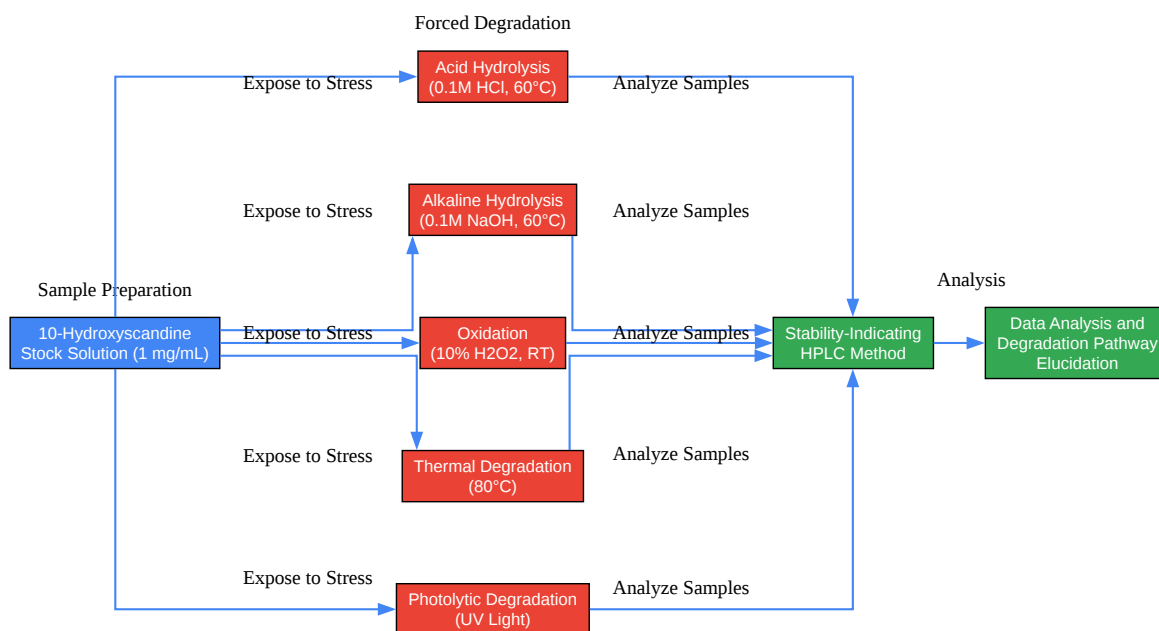 Forced Degradation
Acid Hydrolysis
(0.1M HCl, 60°C)
Expose to Stress
Analyze Samples
Alkaline Hydrolysis
(0.1M NaOH, 60°C)
Expose to Stress
Analyze Samples
Sample Preparation
Analysis
10-Hydroxyscandine
Stock Solution (1 mg/mL)
Expose to Stress
Oxidation
(10% H2O2, RT)
Analyze Samples
Stability-Indicating
HPLC Method
Data Analysis and
Degradation Pathway
Elucidation
Expose to Stress
Thermal Degradation
(80°C)
Analyze Samples
Expose to Stress
Photolytic Degradation
(UV Light)
Analyze Samples